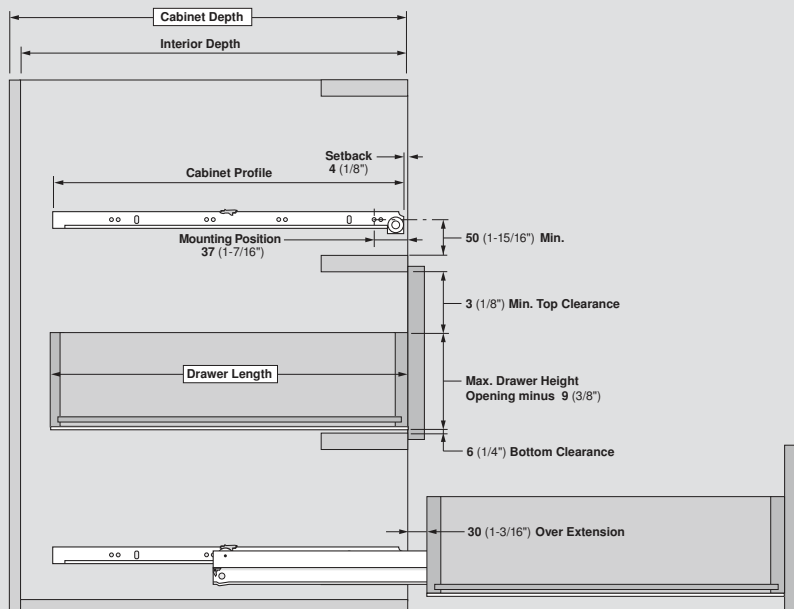 Cabinet Depth
Interior Depth
Setback
4 (1/8")
Cabinet Profile
Mounting Position
37 (1-7/16")
50 (1-15/16") Min.
3 (1/8") Min. Top Clearance
Drawer Length
Max. Drawer Height
Opening minus 9 (3/8")
6 (1/4") Bottom Clearance
30 (1-3/16") Over Extension